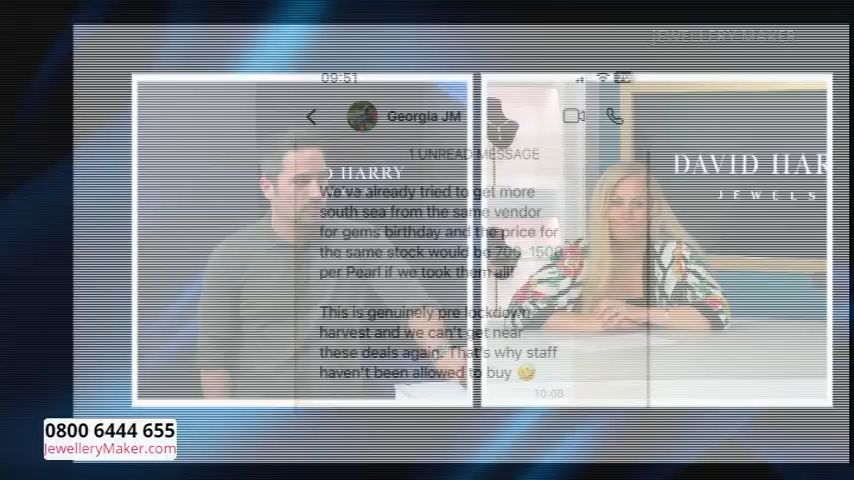 JEWELLERY MAKER
09:51
Georgia JM
1 UNREAD MESSAGE
D HARRY
DAVID HAR
JEWELS
We've already tried to get more
south sea from the same vendor
for gems birthday and the price for
the same stock would be 700-1500
per Pearl if we took them all!
This is genuinely pre lockdown
harvest and we can't get near
these deals again. That's why staff
haven't been allowed to buy
10:08
0800 6444 655
JewelleryMaker.com